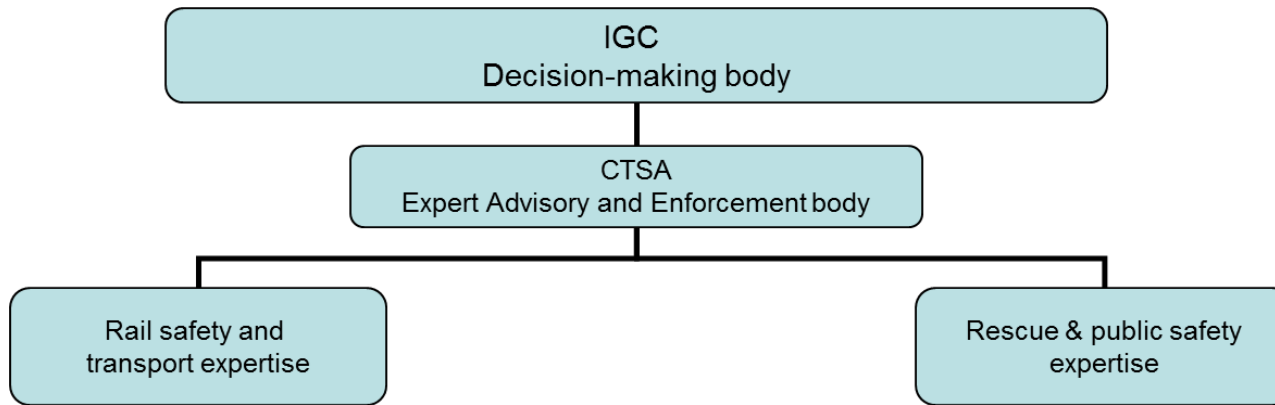 IGC
Decision-making body
CTSA
Expert Advisory and Enforcement body
Rail safety and
transport expertise
Rescue & public safety
expertise